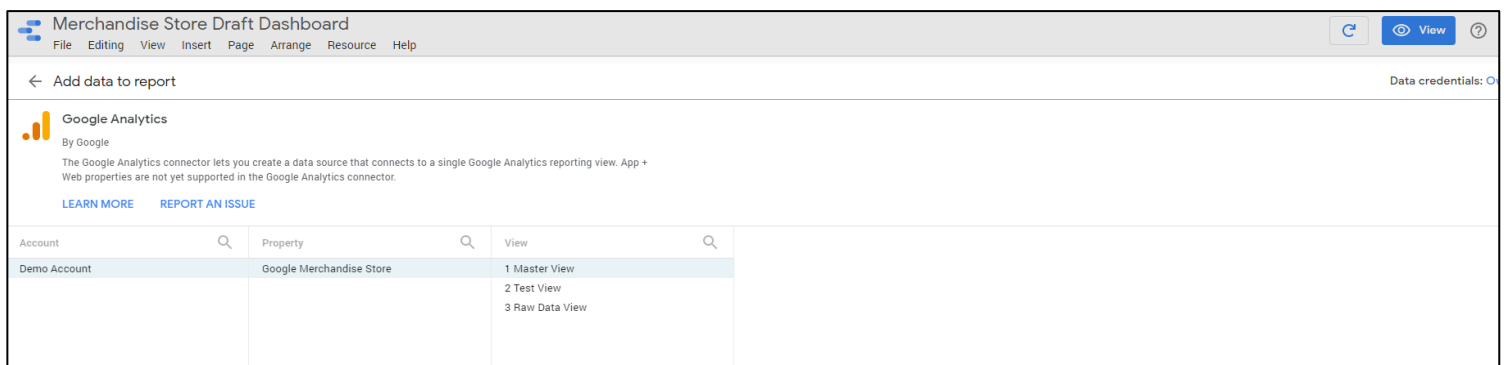 Merchandise Store Draft Dashboard
File Editing View Insert Page Arrange Resource Help
View
Add data to report
Data credentials:
Google Analytics
By Google
The Google Analytics connector lets you create a data source that connects to a single Google Analytics reporting view. App +
Web properties are not yet supported in the Google Analytics connector.
LEARN MORE REPORT AN ISSUE
Account Property View
Demo Account Google Merchandise Store 1 Master View
2 Test View
3 Raw Data View